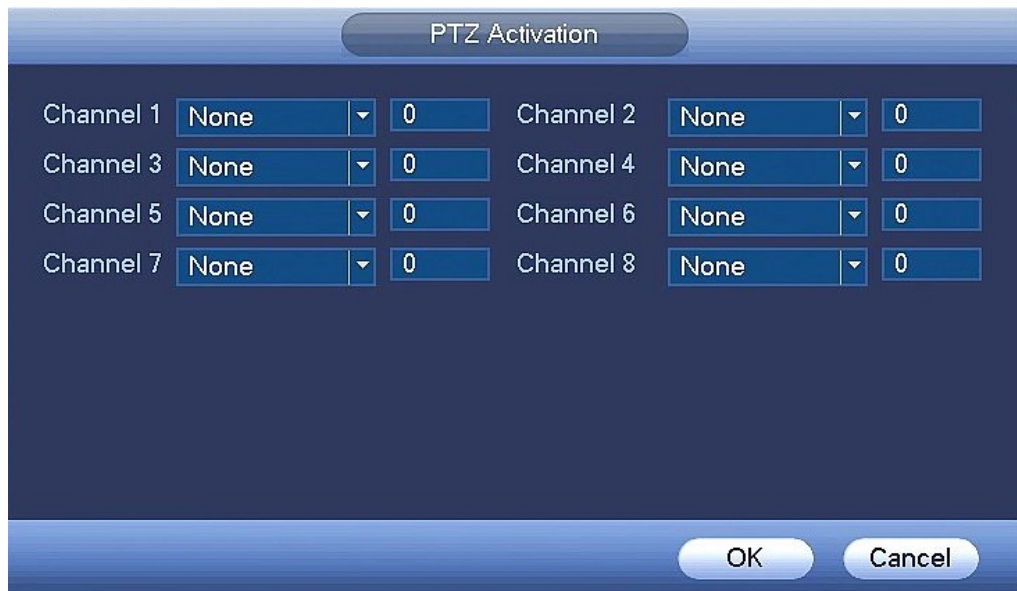 PTZ Activation
Channel 1 None 0 Channel 2 None 0
Channel 3 None 0 Channel 4 None 0
Channel 5 None 0 Channel 6 None 0
Channel 7 None 0 Channel 8 None 0
OK Cancel